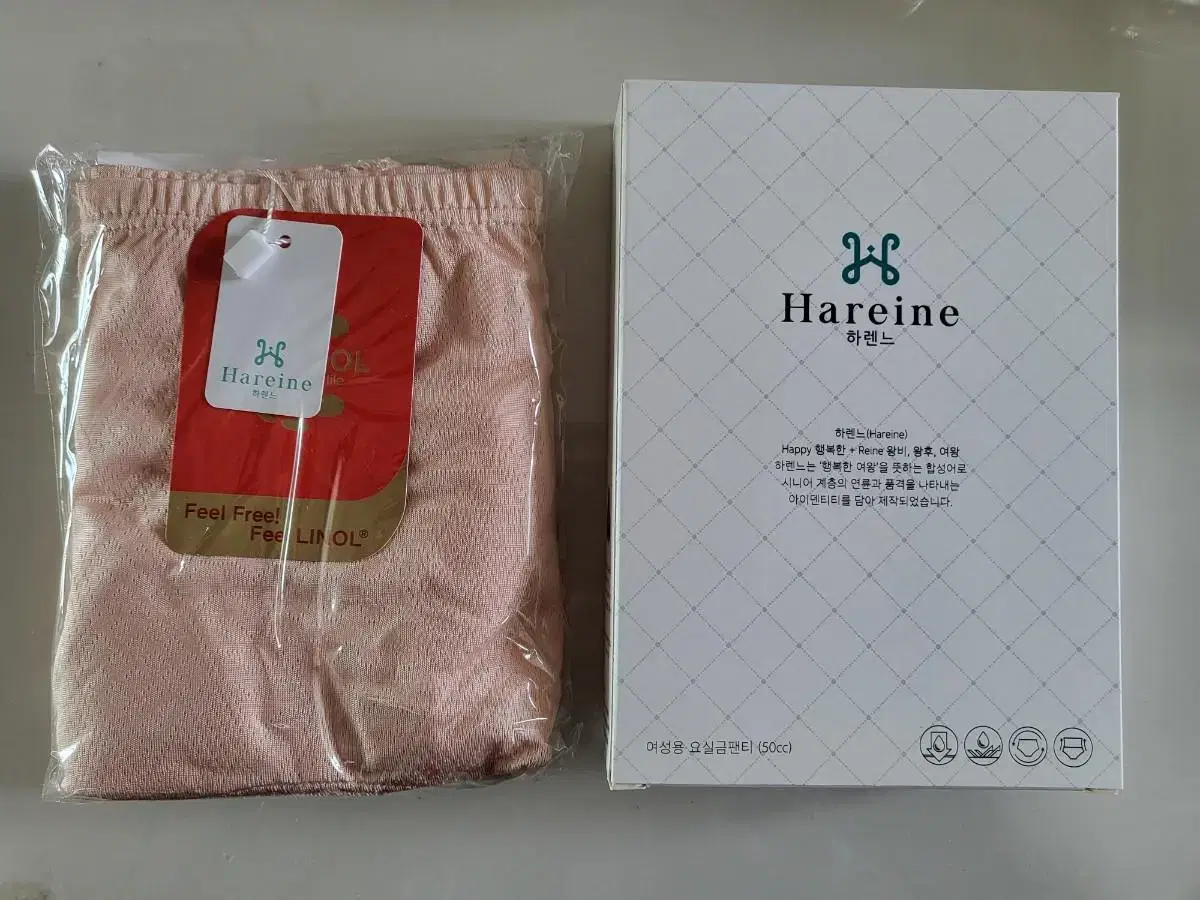 Hareine
하렌느
OL
Feel Free!
Feel LINOL®
Hareine
하렌느
하렌느(Hareine)
Happy 행복한 + Reine 왕비, 왕후, 여왕
하렌느는 '행복한 여왕'을 뜻하는 합성어로
시니어 계층의 연륜과 품격을 나타내는
아이덴티티를 담아 제작되었습니다.
여성용 요실금팬티 (50cc)